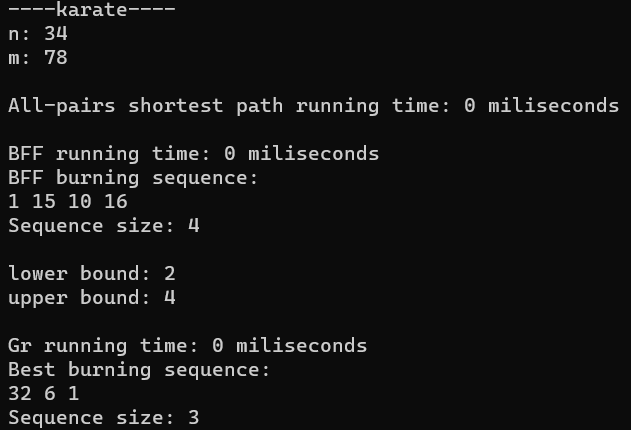 ----karate----
n: 34
m: 78
All-pairs shortest path running time: 0 miliseconds
BFF running time: 0 miliseconds
BFF burning sequence:
1 15 10 16
Sequence size: 4
lower bound: 2
upper bound: 4
Gr running time: 0 miliseconds
Best burning sequence:
32 6 1
Sequence size: 3